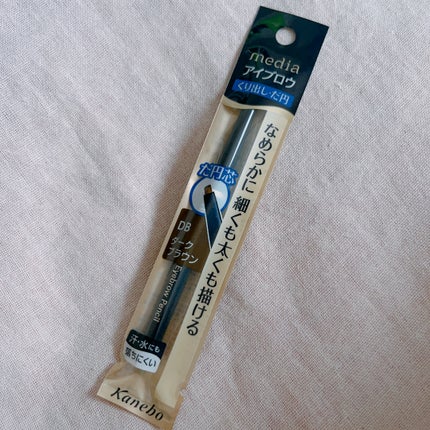 media
アイブロウ
くり出し・だ円
なめらかに 細くも太くも描ける
だ円芯
DB
ダーク
ブラウン
Eyebrow Pencil
汗・水にも
落ちにくい
Kanebo